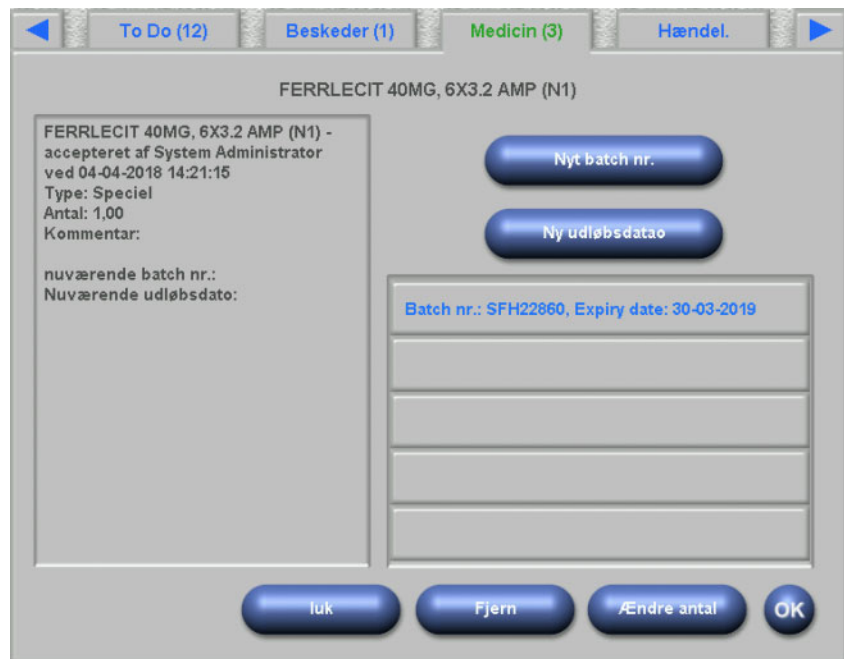 To Do (12)
Beskeder (1)
Medicin (3)
Hændel.
FERRLECIT 40MG, 6X3.2 AMP (N1)
FERRLECIT 40MG, 6X3.2 AMP (N1) -
accepteret af System Administrator
ved 04-04-2018 14:21:15
Type: Speciel
Antal: 1,00
Kommentar:
nuværende batch nr.:
Nuværende udløbsdato:
Nyt batch nr.
Ny udløbsdatao
Batch nr.: SFH22860, Expiry date: 30-03-2019
luk
Fjern
Ændre antal
OK